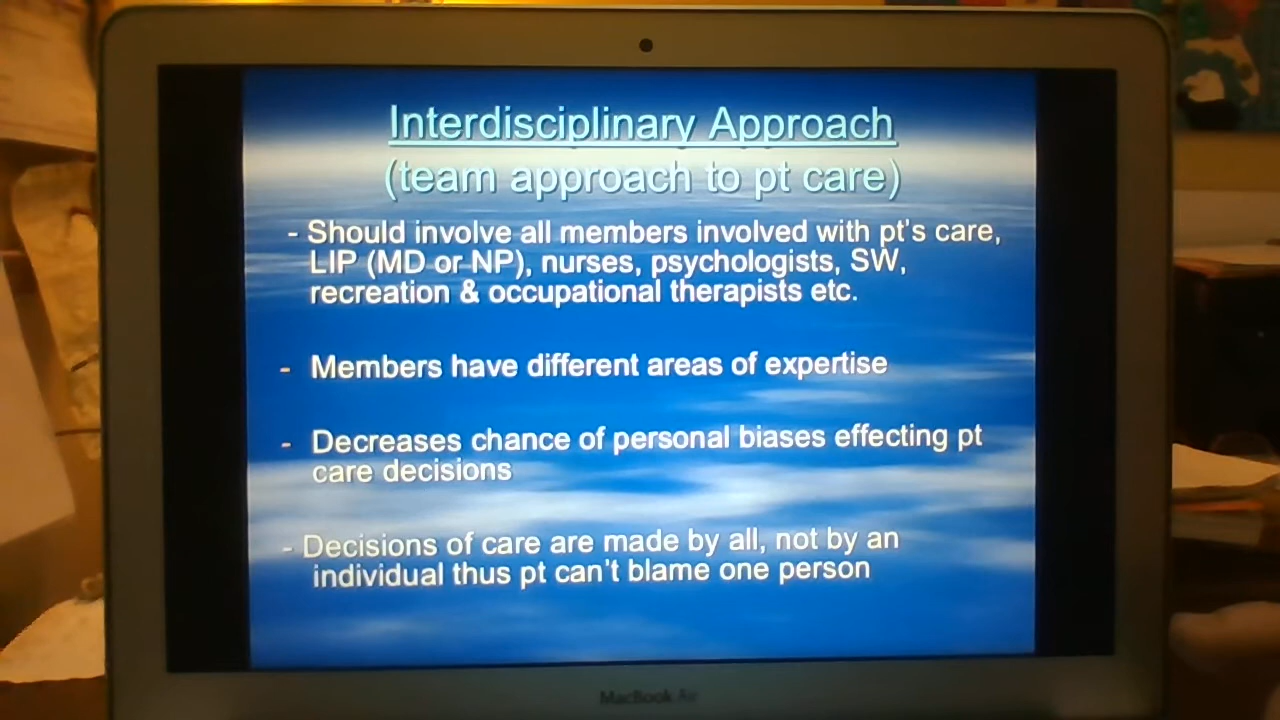 Interdisciplinary Approach
(team approach to pt care)
- Should involve all members involved with pt's care,
LIP (MD or NP), nurses, psychologists, SW,
recreation & occupational therapists etc.
- Members have different areas of expertise
- Decreases chance of personal biases effecting pt
care decisions
- Decisions of care are made by all, not by an
individual thus pt can't blame one person
MacBook Air